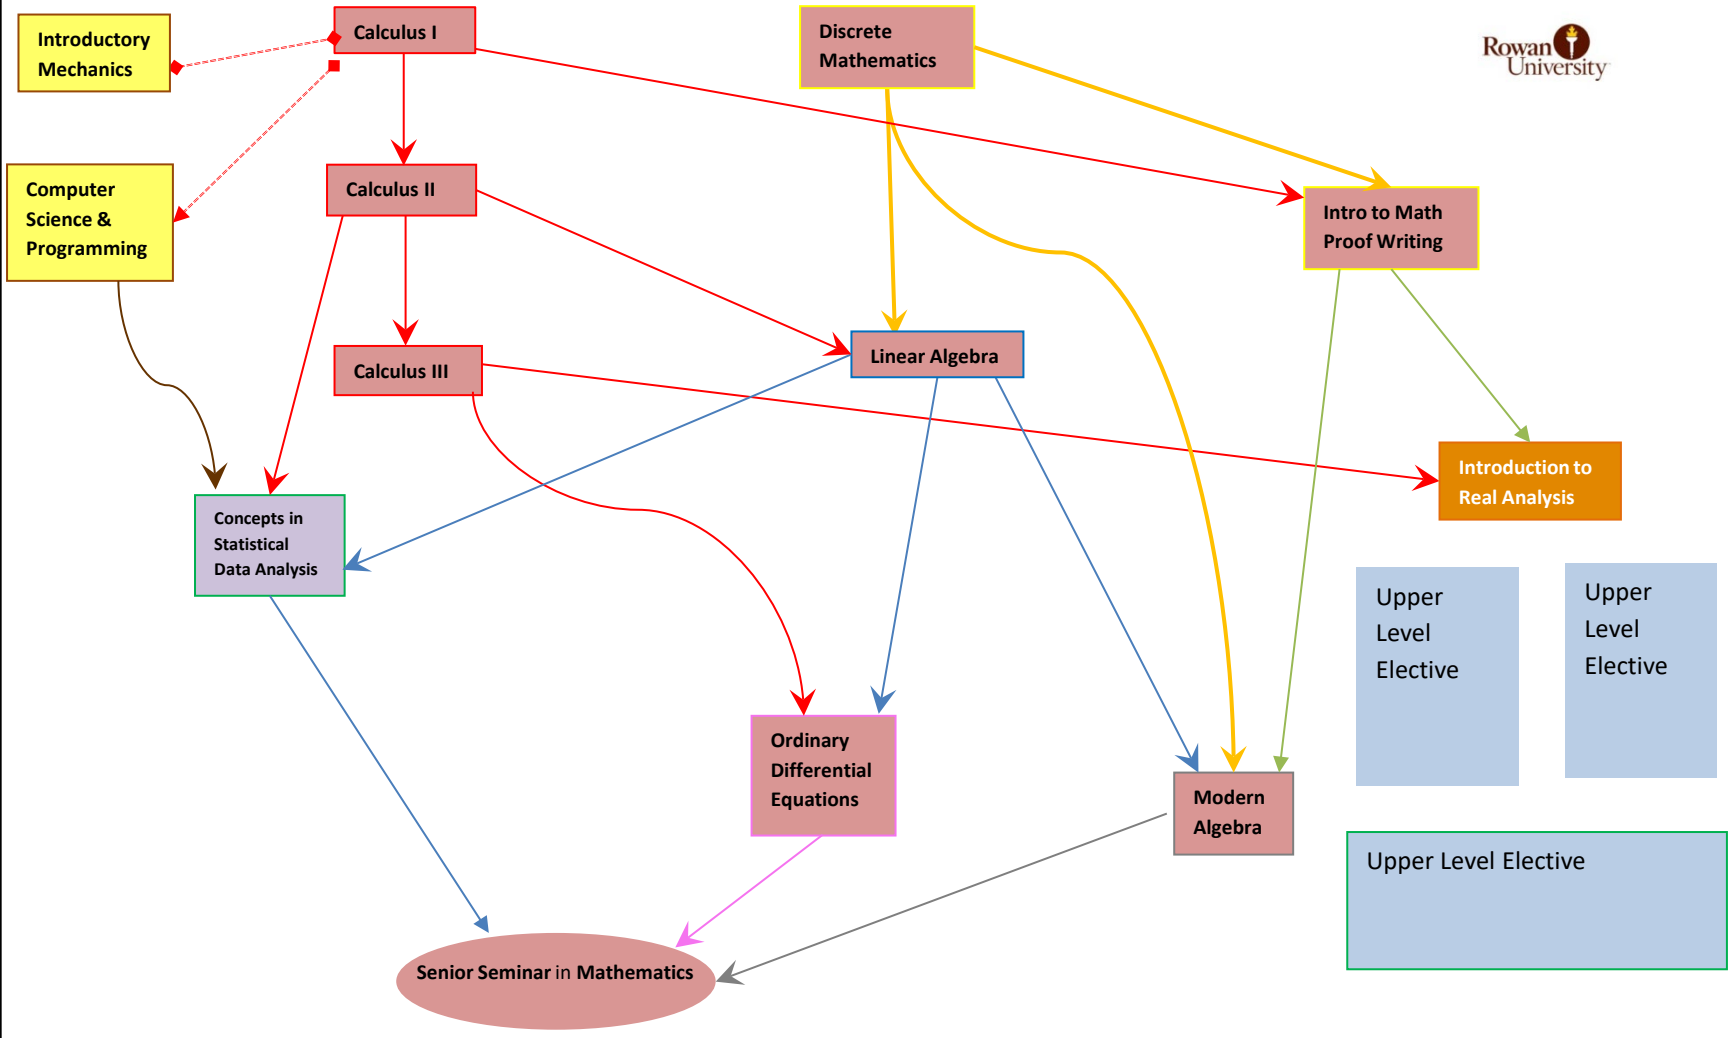 Introductory
Mechanics
Calculus I
Discrete
Mathematics
Rowan
University
Computer
Science &
Programming
Calculus II
Intro to Math
Proof Writing
Calculus III
Linear Algebra
Introduction to
Real Analysis
Concepts in
Statistical
Data Analysis
Upper
Level
Elective
Upper
Level
Elective
Ordinary
Differential
Equations
Modern
Algebra
Upper Level Elective
Senior Seminar in Mathematics